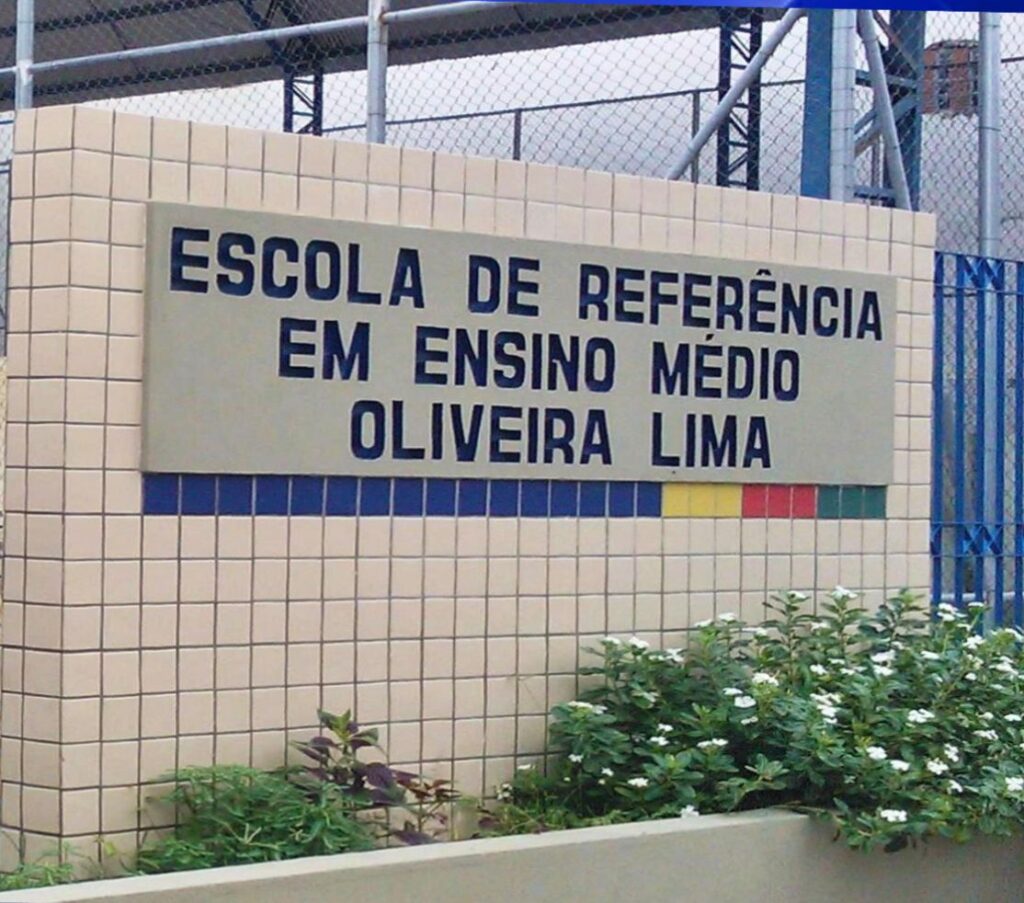 ESCOLA DE REFERÊNCIA
EM ENSINO MÉDIO
OLIVEIRA LIMA